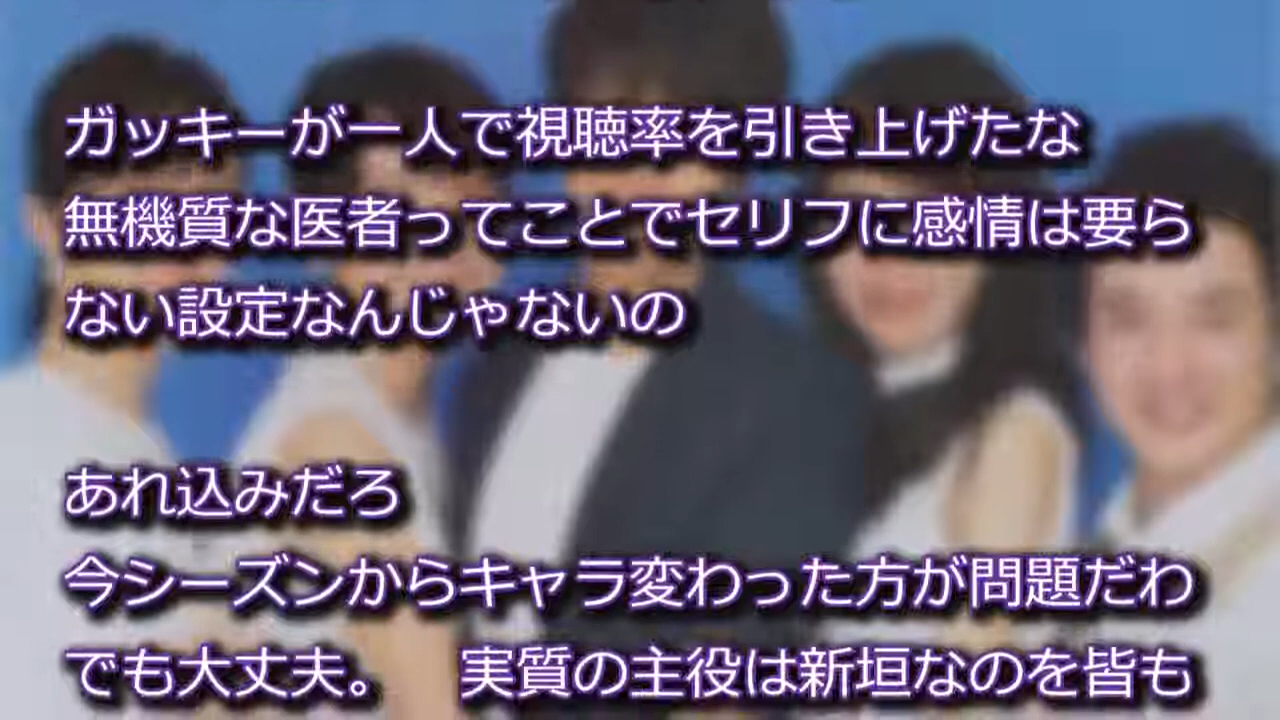 ガッキーが一人で視聴率を引き上げたな
無機質な医者ってことでセリフに感情は要ら
ない設定なんじゃないの
あれ込みだろ
今シーズンからキャラ変わった方が問題だわ
でも大丈夫。　実質の主役は新垣なのを皆も